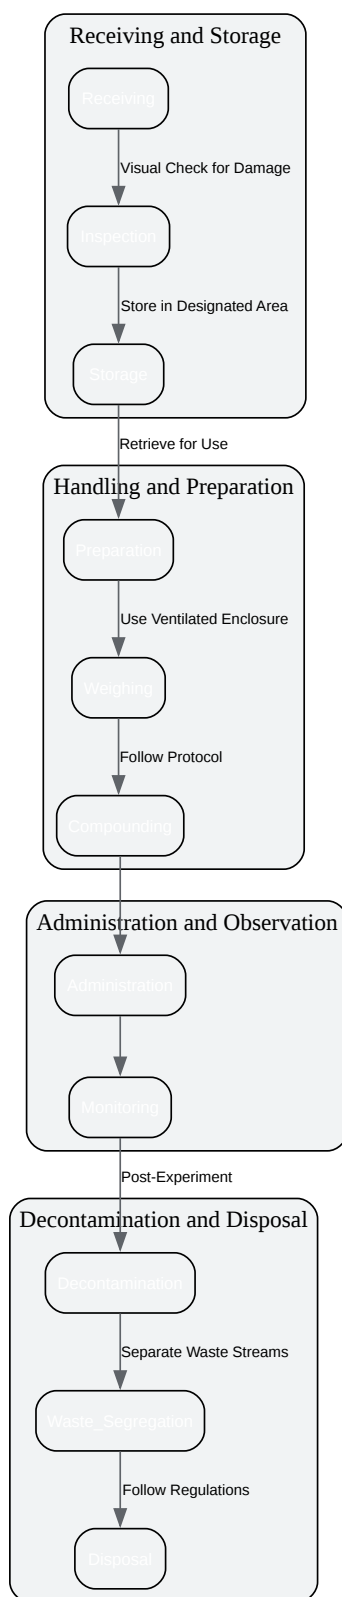 Receiving and Storage
Receiving
Visual Check for Damage
Inspection
Store in Designated Area
Storage
Retrieve for Use
Handling and Preparation
Preparation
Use Ventilated Enclosure
Weighing
Follow Protocol
Compounding
Administration and Observation
Administration
Monitoring
Post-Experiment
Decontamination and Disposal
Decontamination
Separate Waste Streams
Waste_Segregation
Follow Regulations
Disposal